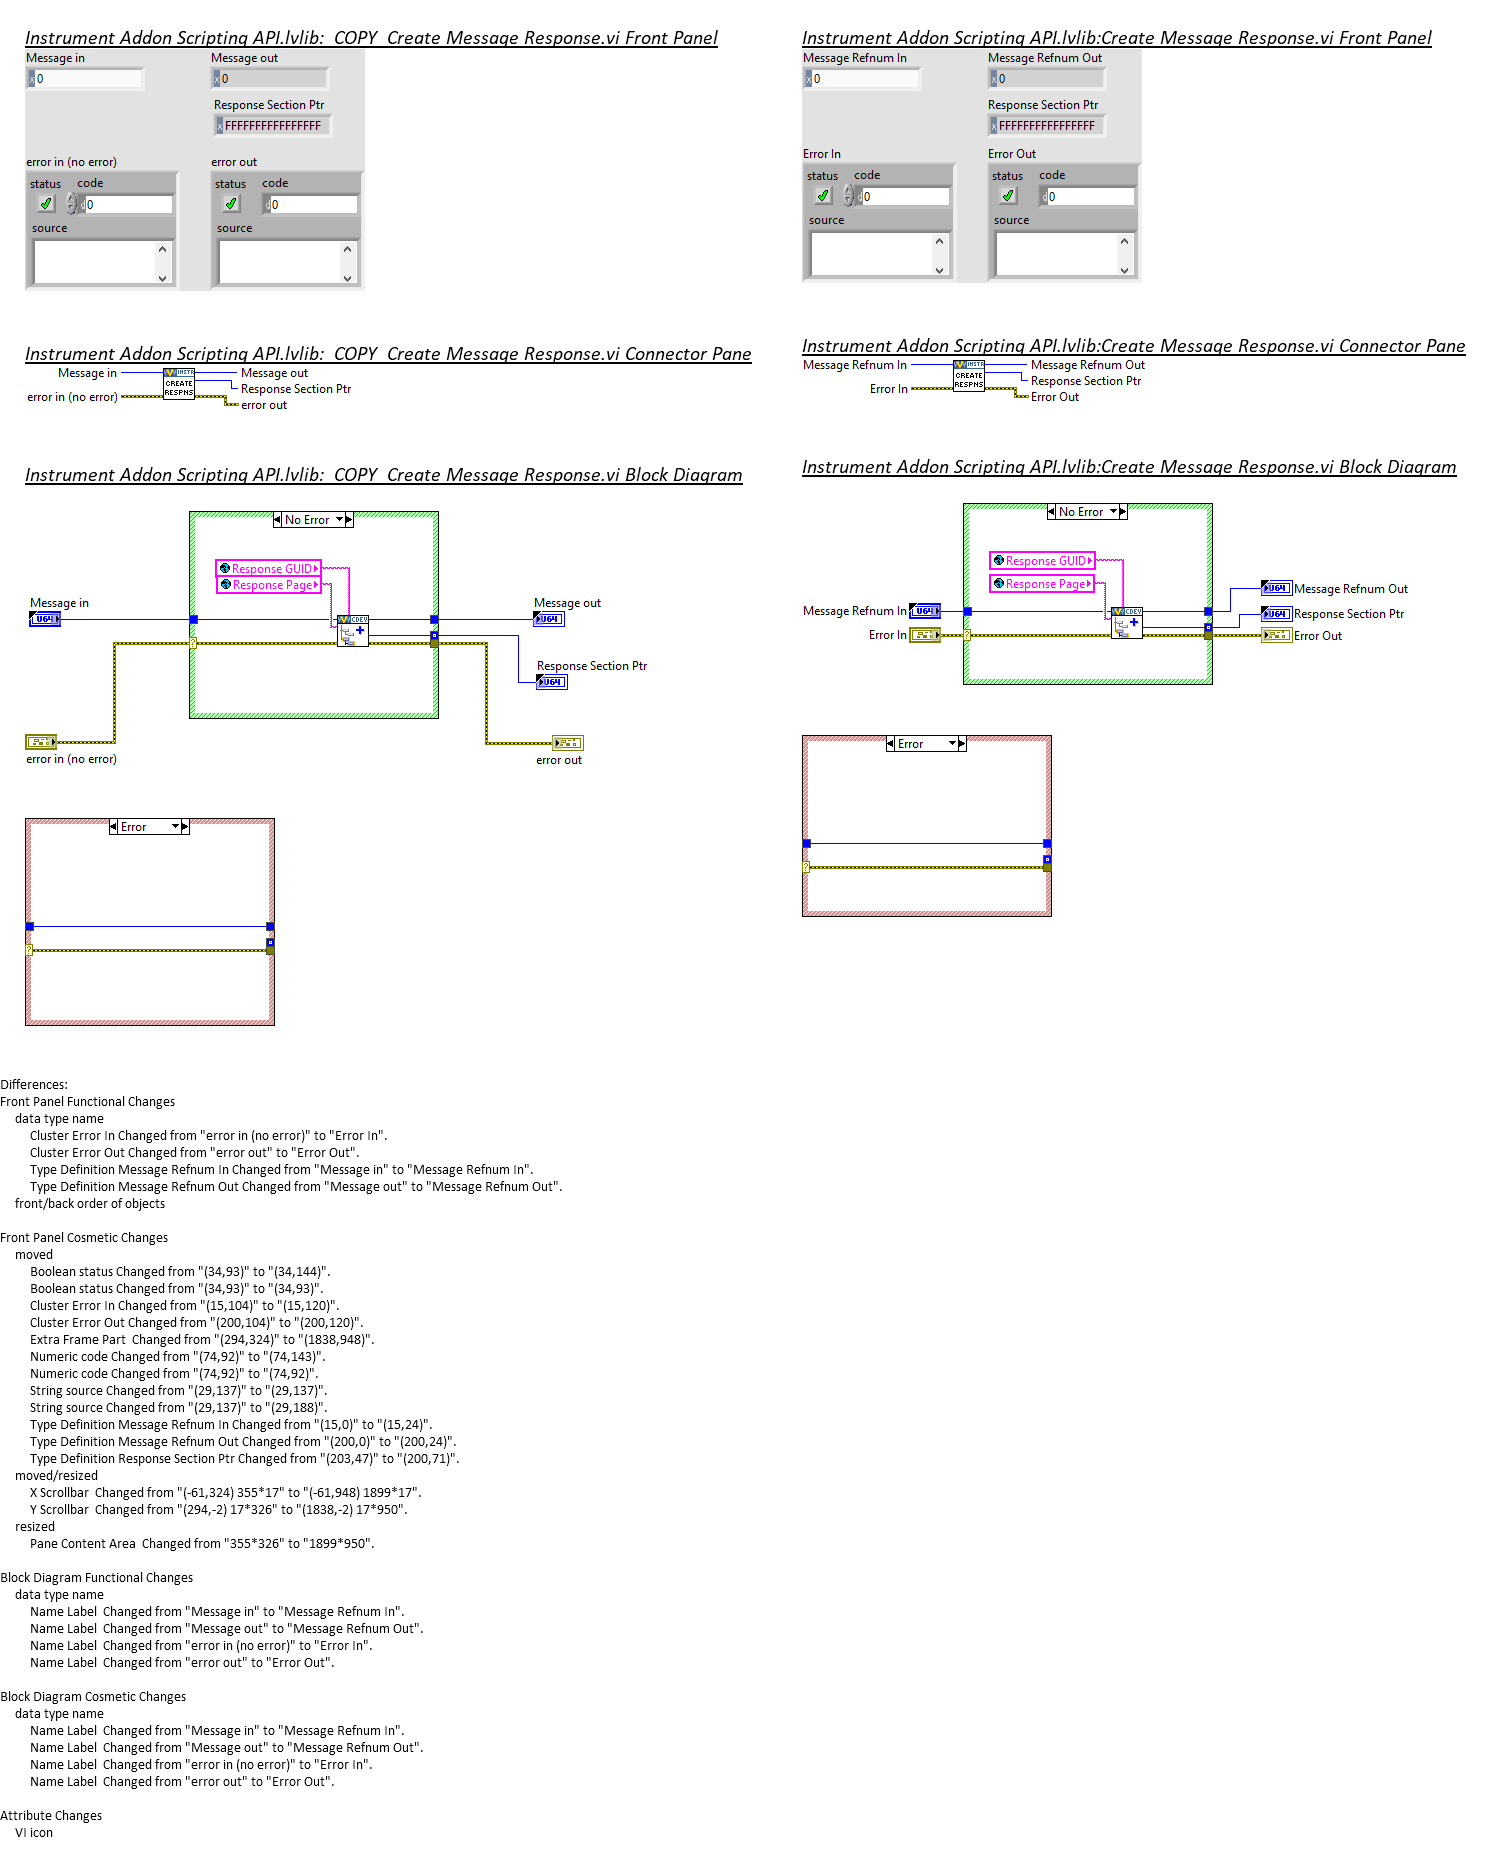 Instrument Addon Scripting API.lvlib:_COPY_Create Message Response.vi Front Panel
Message in
0
Message out
0
Response Section Ptr
x FFFFFFFFFFFFFFFF
error in (no error)
status
code
d0
source
error out
status
code
d0
source
Instrument Addon Scripting API.lvlib:Create Message Response.vi Front Panel
Message Refnum In
x 0
Message Refnum Out
x 0
Response Section Ptr
x FFFFFFFFFFFFFFFF
Error In
status
code
d0
source
Error Out
status
code
d0
source
Instrument Addon Scripting API.lvlib:_COPY_Create Message Response.vi Connector Pane
Message in
INSTR
CREATE
RESPNS
Message out
Response Section Ptr
error in (no error)
error out
Instrument Addon Scripting API.lvlib:Create Message Response.vi Connector Pane
Message Refnum In
INSTR
CREATE
RESPNS
Message Refnum Out
Response Section Ptr
Error In
Error Out
Instrument Addon Scripting API.lvlib:_COPY_Create Message Response.vi Block Diagram
No Error
Response GUID
Response Page
Message in
U64
CDEV
?
Message out
U64
Response Section Ptr
U64
error in (no error)
error out
Error
?
Instrument Addon Scripting API.lvlib:Create Message Response.vi Block Diagram
No Error
Response GUID
Response Page
Message Refnum In
U64
CDEV
U64
Message Refnum Out
U64
Response Section Ptr
Error In
?
Error Out
Error
?
Differences:
Front Panel Functional Changes
data type name
Cluster Error In Changed from "error in (no error)" to "Error In".
Cluster Error Out Changed from "error out" to "Error Out".
Type Definition Message Refnum In Changed from "Message in" to "Message Refnum In".
Type Definition Message Refnum Out Changed from "Message out" to "Message Refnum Out".
front/back order of objects
Front Panel Cosmetic Changes
moved
Boolean status Changed from "(34,93)" to "(34,144)".
Boolean status Changed from "(34,93)" to "(34,93)".
Cluster Error In Changed from "(15,104)" to "(15,120)".
Cluster Error Out Changed from "(200,104)" to "(200,120)".
Extra Frame Part  Changed from "(294,324)" to "(1838,948)".
Numeric code Changed from "(74,92)" to "(74,143)".
Numeric code Changed from "(74,92)" to "(74,92)".
String source Changed from "(29,137)" to "(29,137)".
String source Changed from "(29,137)" to "(29,188)".
Type Definition Message Refnum In Changed from "(15,0)" to "(15,24)".
Type Definition Message Refnum Out Changed from "(200,0)" to "(200,24)".
Type Definition Response Section Ptr Changed from "(203,47)" to "(200,71)".
moved/resized
X Scrollbar  Changed from "(-61,324) 355*17" to "(-61,948) 1899*17".
Y Scrollbar  Changed from "(294,-2) 17*326" to "(1838,-2) 17*950".
resized
Pane Content Area  Changed from "355*326" to "1899*950".
Block Diagram Functional Changes
data type name
Name Label  Changed from "Message in" to "Message Refnum In".
Name Label  Changed from "Message out" to "Message Refnum Out".
Name Label  Changed from "error in (no error)" to "Error In".
Name Label  Changed from "error out" to "Error Out".
Block Diagram Cosmetic Changes
data type name
Name Label  Changed from "Message in" to "Message Refnum In".
Name Label  Changed from "Message out" to "Message Refnum Out".
Name Label  Changed from "error in (no error)" to "Error In".
Name Label  Changed from "error out" to "Error Out".
Attribute Changes
VI icon